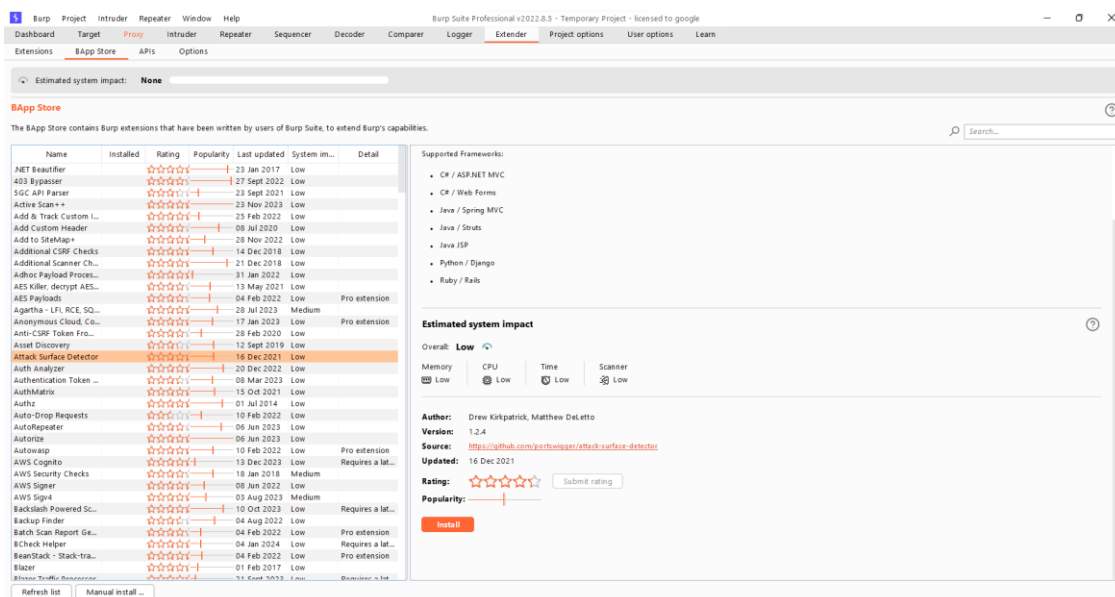 Burp Project Intruder Repeater Window Help Burp Suite Professional v2022.8.5 - Temporary Project - licensed to google
Dashboard Target Proxy Intruder Repeater Sequencer Decoder Comparer Logger Extender Project options User options Learn
Extensions BApp Store APIs Options
Estimated system impact: None
BApp Store
The BApp Store contains Burp extensions that have been written by users of Burp Suite, to extend Burp's capabilities.
Search...
Name Installed Rating Popularity Last updated System im... Detail
.NET Beautifier 23 Jan 2017 Low
403 Bypasser 27 Sept 2022 Low
5GC API Parser 23 Sept 2021 Low
Active Scan++ 23 Nov 2023 Low
Add & Track Custom I... 25 Feb 2022 Low
Add Custom Header 08 Jul 2020 Low
Add to SiteMap+ 28 Nov 2022 Low
Additional CSRF Checks 14 Dec 2018 Low
Additional Scanner Ch... 21 Dec 2018 Low
Adhoc Payload Proces... 31 Jan 2022 Low
AES Killer, decrypt AES... 13 May 2021 Low
AES Payloads 04 Feb 2022 Low Pro extension
Agartha - LFI, RCE, SQ... 28 Jul 2023 Medium
Anonymous Cloud, Co... 17 Jan 2023 Low Pro extension
Anti-CSRF Token Fro... 28 Feb 2020 Low
Asset Discovery 12 Sept 2019 Low
Attack Surface Detector 16 Dec 2021 Low
Auth Analyzer 20 Dec 2022 Low
Authentication Token ... 08 Mar 2023 Low
AuthMatrix 15 Oct 2021 Low
Authz 01 Jul 2014 Low
Auto-Drop Requests 10 Feb 2022 Low
AutoRepeater 06 Jun 2023 Low
Autorize 06 Jun 2023 Low
Autowasp 10 Feb 2022 Low Pro extension
AWS Cognito 13 Dec 2023 Low Requires a lat...
AWS Security Checks 18 Jan 2018 Medium
AWS Signer 08 Jun 2022 Low
AWS Sigv4 03 Aug 2023 Medium
Backslash Powered Sc... 10 Oct 2023 Low Requires a lat...
Backup Finder 04 Aug 2022 Low
Batch Scan Report Ge... 04 Feb 2022 Low Pro extension
BCheck Helper 04 Jan 2024 Low Requires a lat...
BeanStack - Stack-tra... 04 Feb 2022 Low Pro extension
Blazer 01 Feb 2017 Low
Blazer Traffic Processor 21 Sept 2023 Low Requires a lat...
Refresh list Manual install ...
Supported Frameworks:
• C# / ASP.NET MVC
• C# / Web Forms
• Java / Spring MVC
• Java / Struts
• Java JSP
• Python / Django
• Ruby / Rails
Estimated system impact
Overall: Low
Memory CPU Time Scanner
Low Low Low Low
Author: Drew Kirkpatrick, Matthew DeLetto
Version: 1.2.4
Source: https://github.com/portswigger/attack-surface-detector
Updated: 16 Dec 2021
Rating: Submit rating
Popularity:
Install